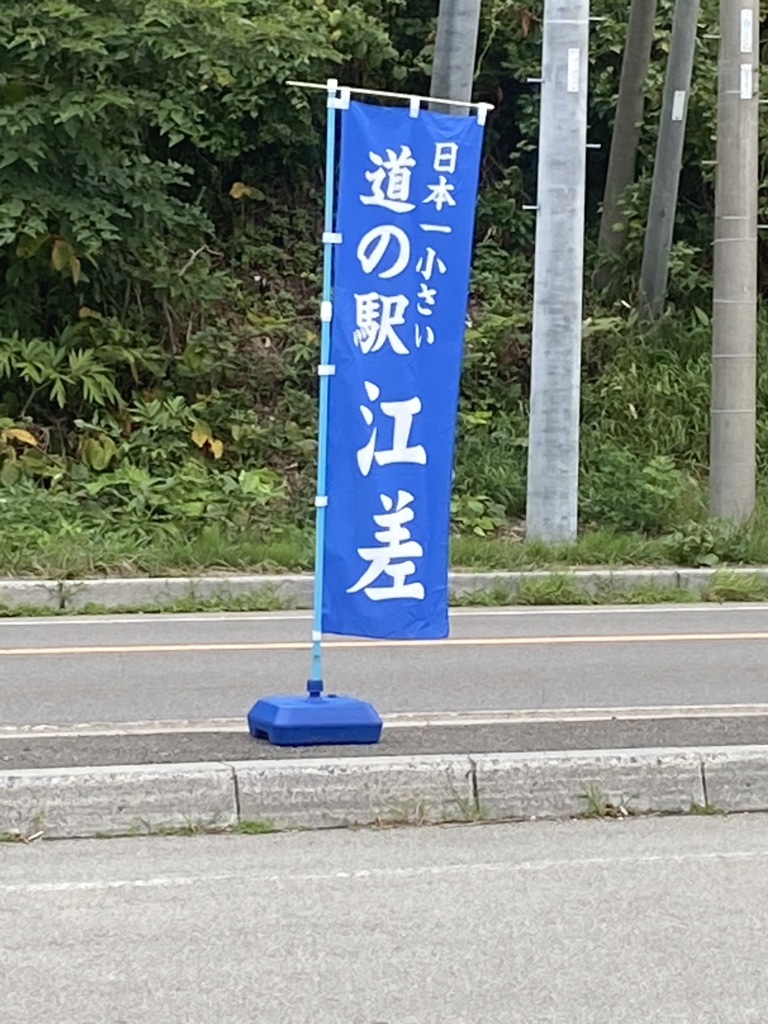 日本一小さい
道の駅 江差